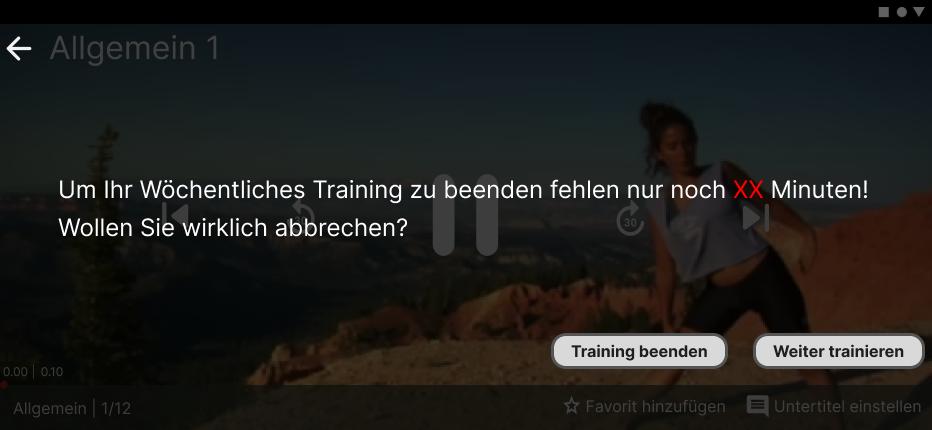 Allgemein 1
Um Ihr Wöchentliches Training zu beenden fehlen nur noch XX Minuten!
Wollen Sie wirklich abbrechen?
30
30
Training beenden
Weiter trainieren
0.00 | 0.10
Allgemein | 1/12
Favorit hinzufügen
Untertitel einstellen